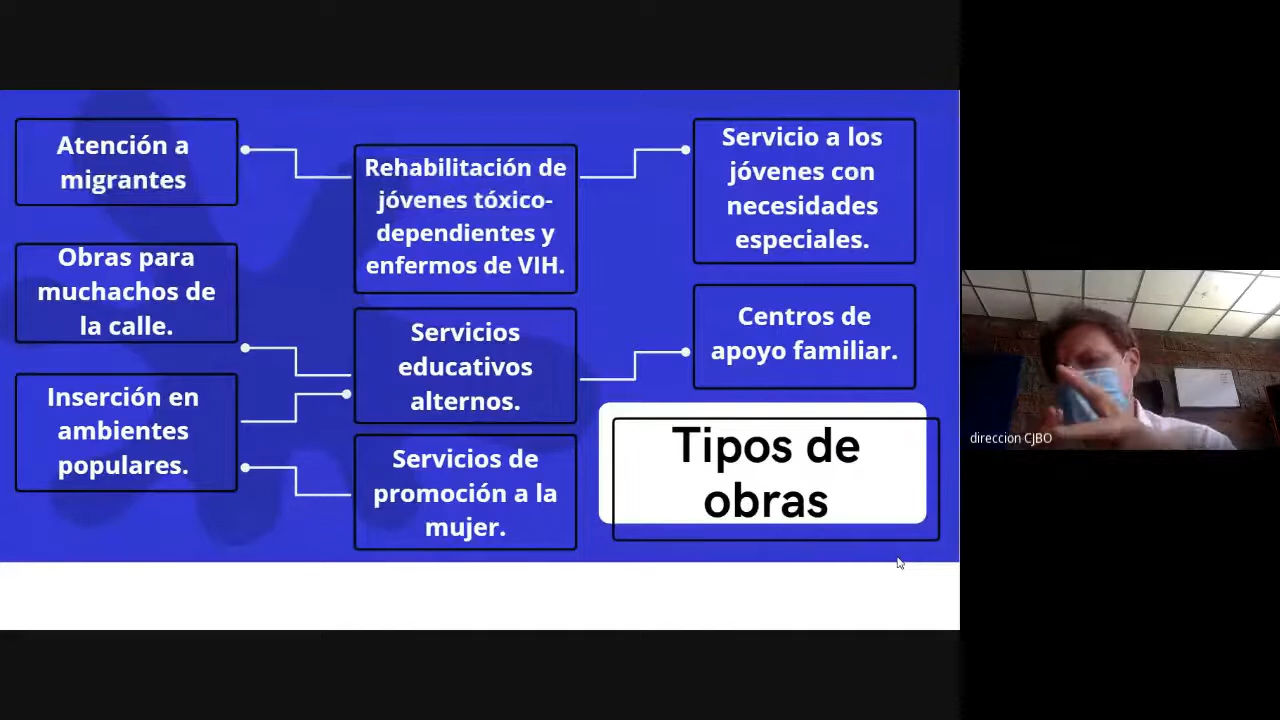 Atención a
migrantes
Obras para
muchachos de
la calle.
Inserción en
ambientes
populares.
Rehabilitación de
jóvenes tóxico-
dependientes y
enfermos de VIH.
Servicios
educativos
alternos.
Servicios de
promoción a la
mujer.
Servicio a los
jóvenes con
necesidades
especiales.
Centros de
apoyo familiar.
Tipos de
obras
direccion CJBO